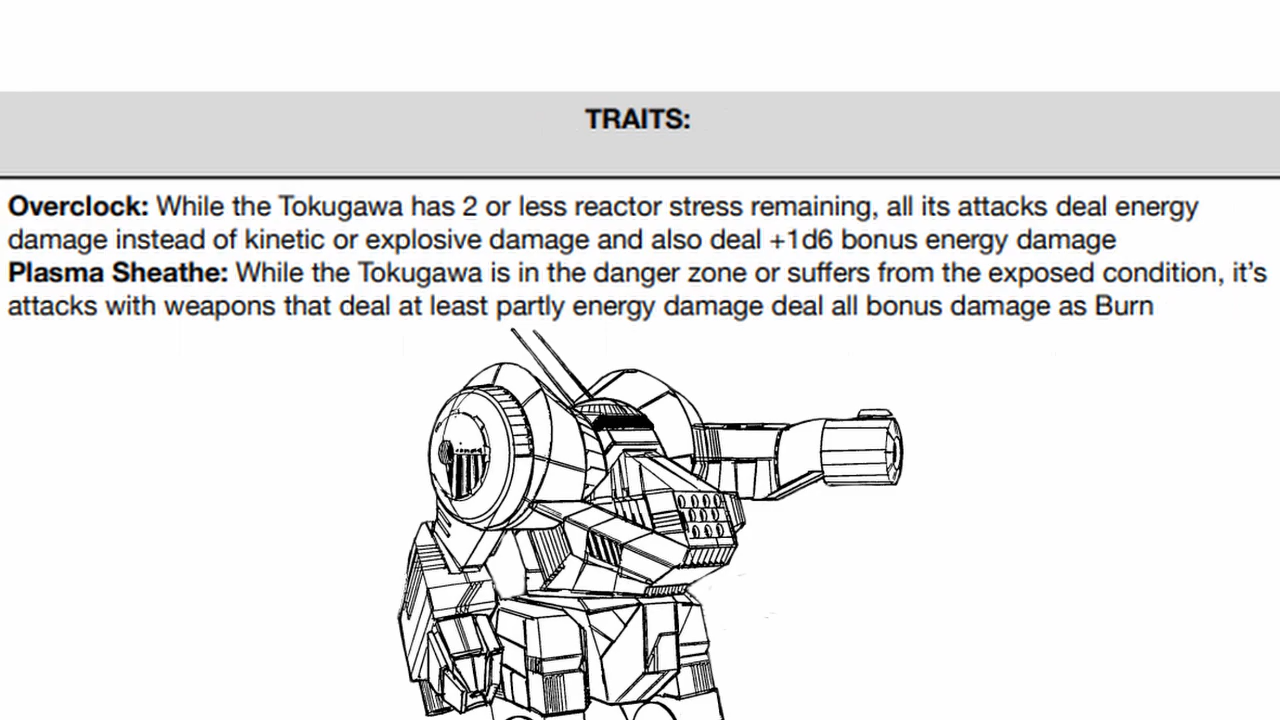 TRAITS:
Overclock: While the Tokugawa has 2 or less reactor stress remaining, all its attacks deal energy
damage instead of kinetic or explosive damage and also deal +1d6 bonus energy damage
Plasma Sheathe: While the Tokugawa is in the danger zone or suffers from the exposed condition, it’s
attacks with weapons that deal at least partly energy damage deal all bonus damage as Burn